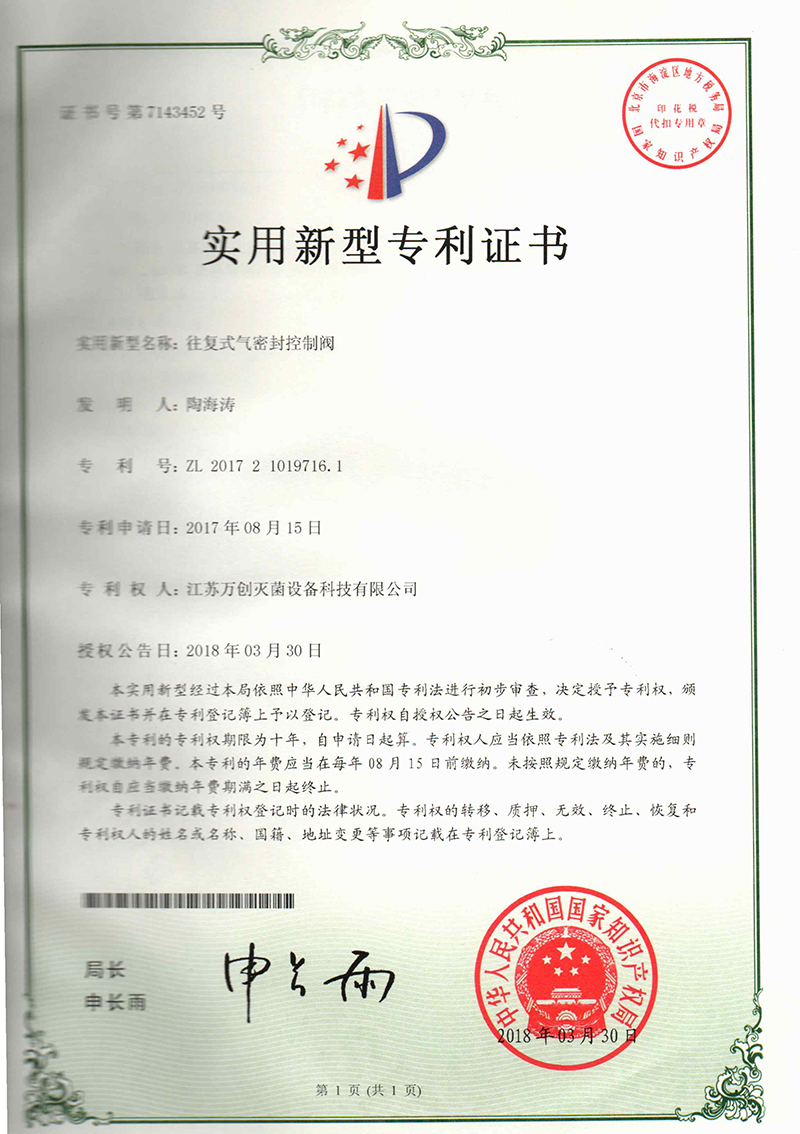 证书号第7143452号
北京市海淀区地方税务局
印花税
代扣专用章
国家知识产权局
实用新型专利证书
实用新型名称：往复式气密封控制阀
发明人：陶海涛
专利号：ZL 2017 2 1019716.1
专利申请日：2017年08月15日
专利权人：江苏万创灭菌设备科技有限公司
授权公告日：2018年03月30日
本实用新型经过本局依照中华人民共和国专利法进行初步审查，决定授予专利权，颁
发本证书并在专利登记簿上予以登记。专利权自授权公告之日起生效。
本专利的专利权期限为十年，自申请日起算。专利权人应当依照专利法及其实施细则
规定缴纳年费。本专利的年费应当在每年08月15日前缴纳。未按照规定缴纳年费的，专
利权自应当缴纳年费期满之日起终止。
专利证书记载专利权登记时的法律状况。专利权的转移、质押、无效、终止、恢复和
专利权人的姓名或名称、国籍、地址变更等事项记载在专利登记簿上。
局长
申长雨
申长雨
中华人民共和国国家知识产权局
2018年03月30日
第1页(共1页)